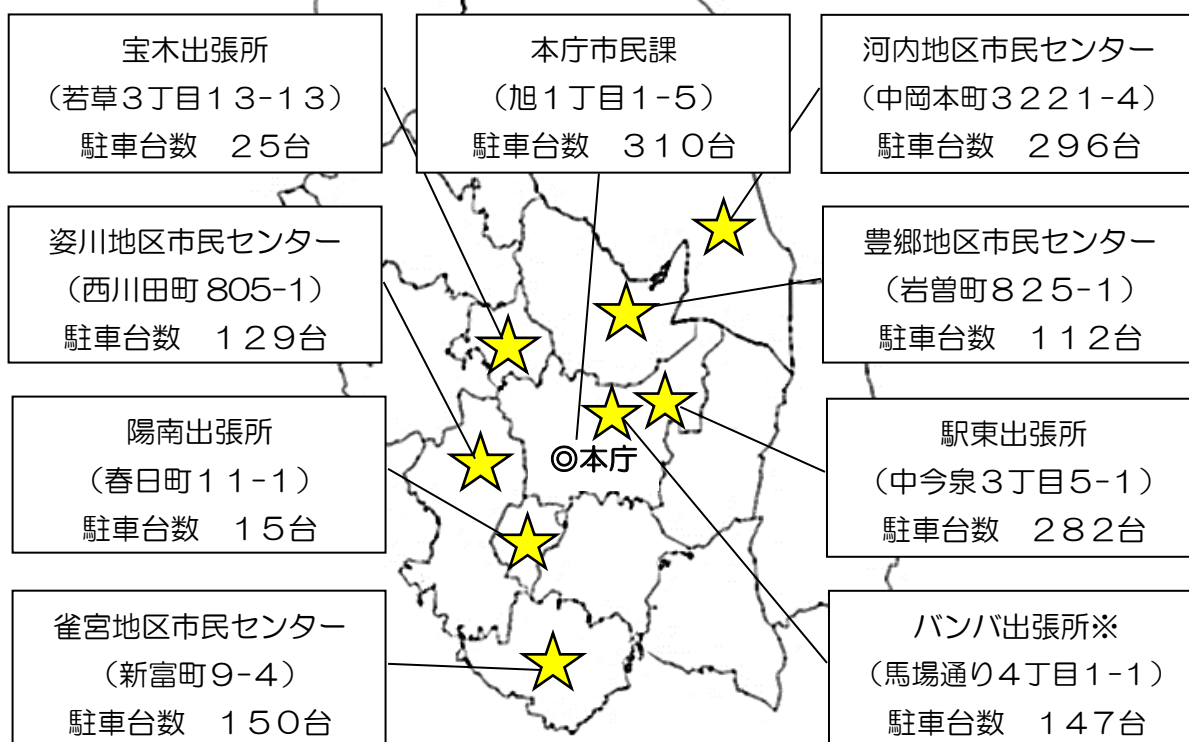 宝木出張所
（若草３丁目１３-１３）
駐車台数　２５台
本庁市民課
（旭１丁目１-５）
駐車台数　３１０台
河内地区市民センター
（中岡本町３２２１-４）
駐車台数　２９６台
姿川地区市民センター
（西川田町 805-1）
駐車台数　１２９台
豊郷地区市民センター
（岩曽町８２５-１）
駐車台数　１１２台
陽南出張所
（春日町１１-１）
駐車台数　１５台
◎本庁
駅東出張所
（中今泉３丁目５-１）
駐車台数　２８２台
雀宮地区市民センター
（新富町９-４）
駐車台数　１５０台
バンバ出張所※
（馬場通り４丁目１-１）
駐車台数　１４７台